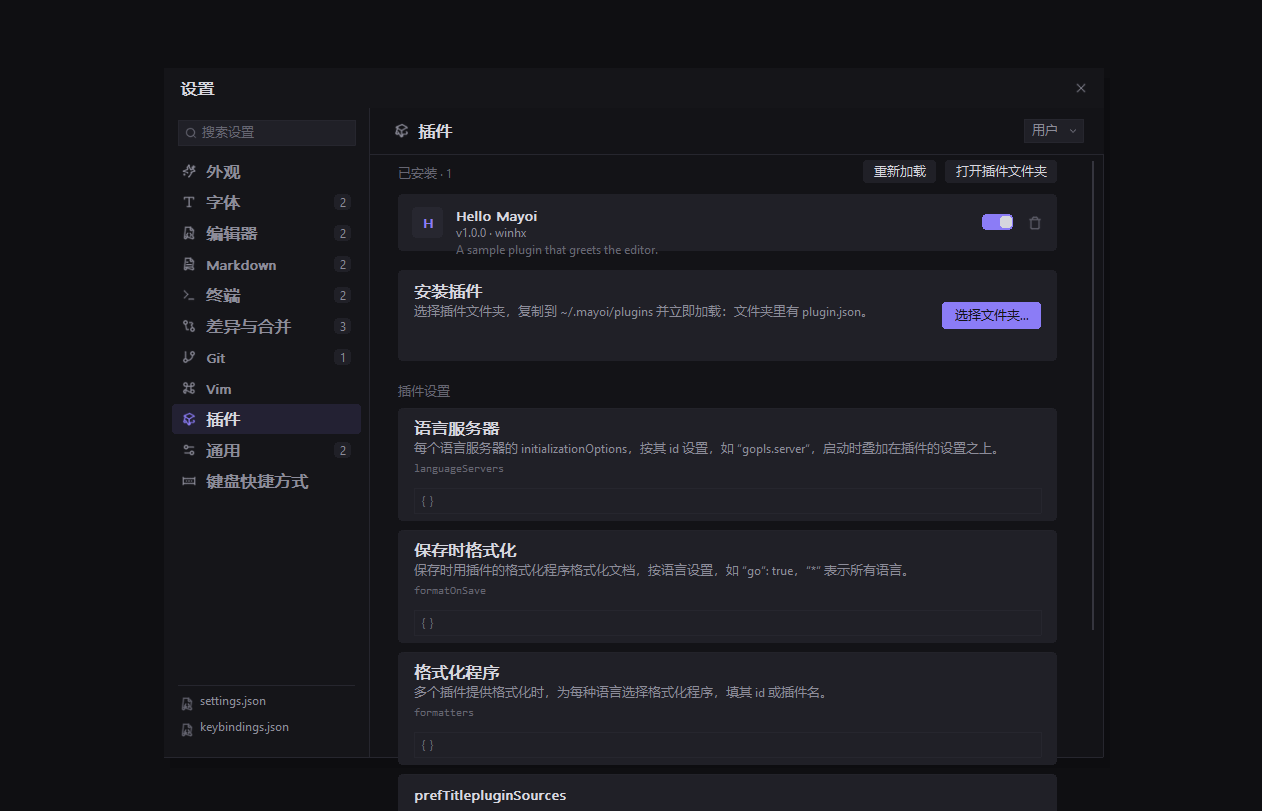 设置
搜索设置
外观
字体 2
编辑器 2
Markdown 2
终端 2
差异与合并 3
Git 1
Vim
插件
通用 2
键盘快捷方式
settings.json
keybindings.json
插件
用户
已安装 · 1
重新加载
打开插件文件夹
H
Hello Mayoi
v1.0.0 · winhx
A sample plugin that greets the editor.
安装插件
选择插件文件夹，复制到 ~/.mayoi/plugins 并立即加载：文件夹里有 plugin.json。
选择文件夹...
插件设置
语言服务器
每个语言服务器的 initializationOptions，按其 id 设置，如 "gopls.server"，启动时叠加在插件的设置之上。
languageServers
{ }
保存时格式化
保存时用插件的格式化程序格式化文档，按语言设置，如 "go": true，"*" 表示所有语言。
formatOnSave
{ }
格式化程序
多个插件提供格式化时，为每种语言选择格式化程序，填其 id 或插件名。
formatters
{ }
prefTitlepluginSources